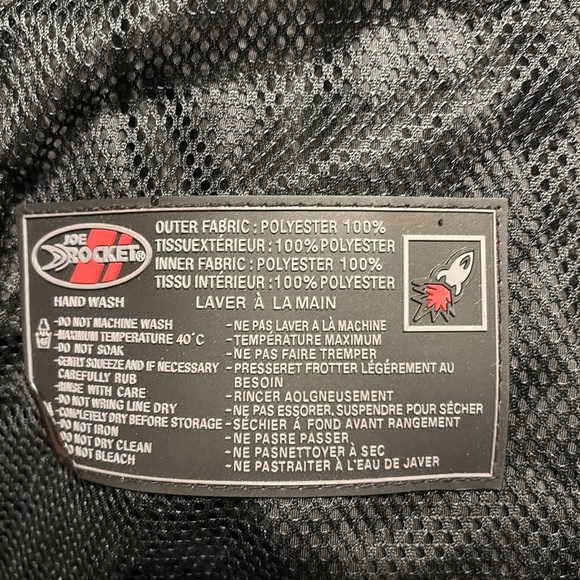 JOE
ROCKET®
OUTER FABRIC : POLYESTER 100%
TISSUEXTÉRIEUR : 100% POLYESTER
INNER FABRIC : POLYESTER 100%
TISSU INTÉRIEUR : 100% POLYESTER
HAND WASH
LAVER À LA MAIN
-DO NOT MACHINE WASH
-MAXIMUM TEMPERATURE 40°C
-DO NOT SOAK
-GENTLY SQUEEZE AND IF NECESSARY
CAREFULLY RUB
-RINSE WITH CARE
-DO NOT WRING LINE DRY
-COMPLETELY DRY BEFORE STORAGE
-DO NOT IRON
-DO NOT DRY CLEAN
-DO NOT BLEACH
-NE PAS LAVER A LÀ MACHINE
-TEMPÉRATURE MAXIMUM
-NE PAS FAIRE TREMPER
-PRESSERET FROTTER LÉGÉREMENT AU
BESOIN
-RINCER AOLGNEUSEMENT
-NE PAS ESSORER. SUSPENDRE POUR SÈCHER
-SÉCHIER Á FOND AVANT RANGEMENT
-NE PASRE PASSER
-NE PASNETTOYER À SEC
-NE PASTRAITER À L'EAU DE JAVER